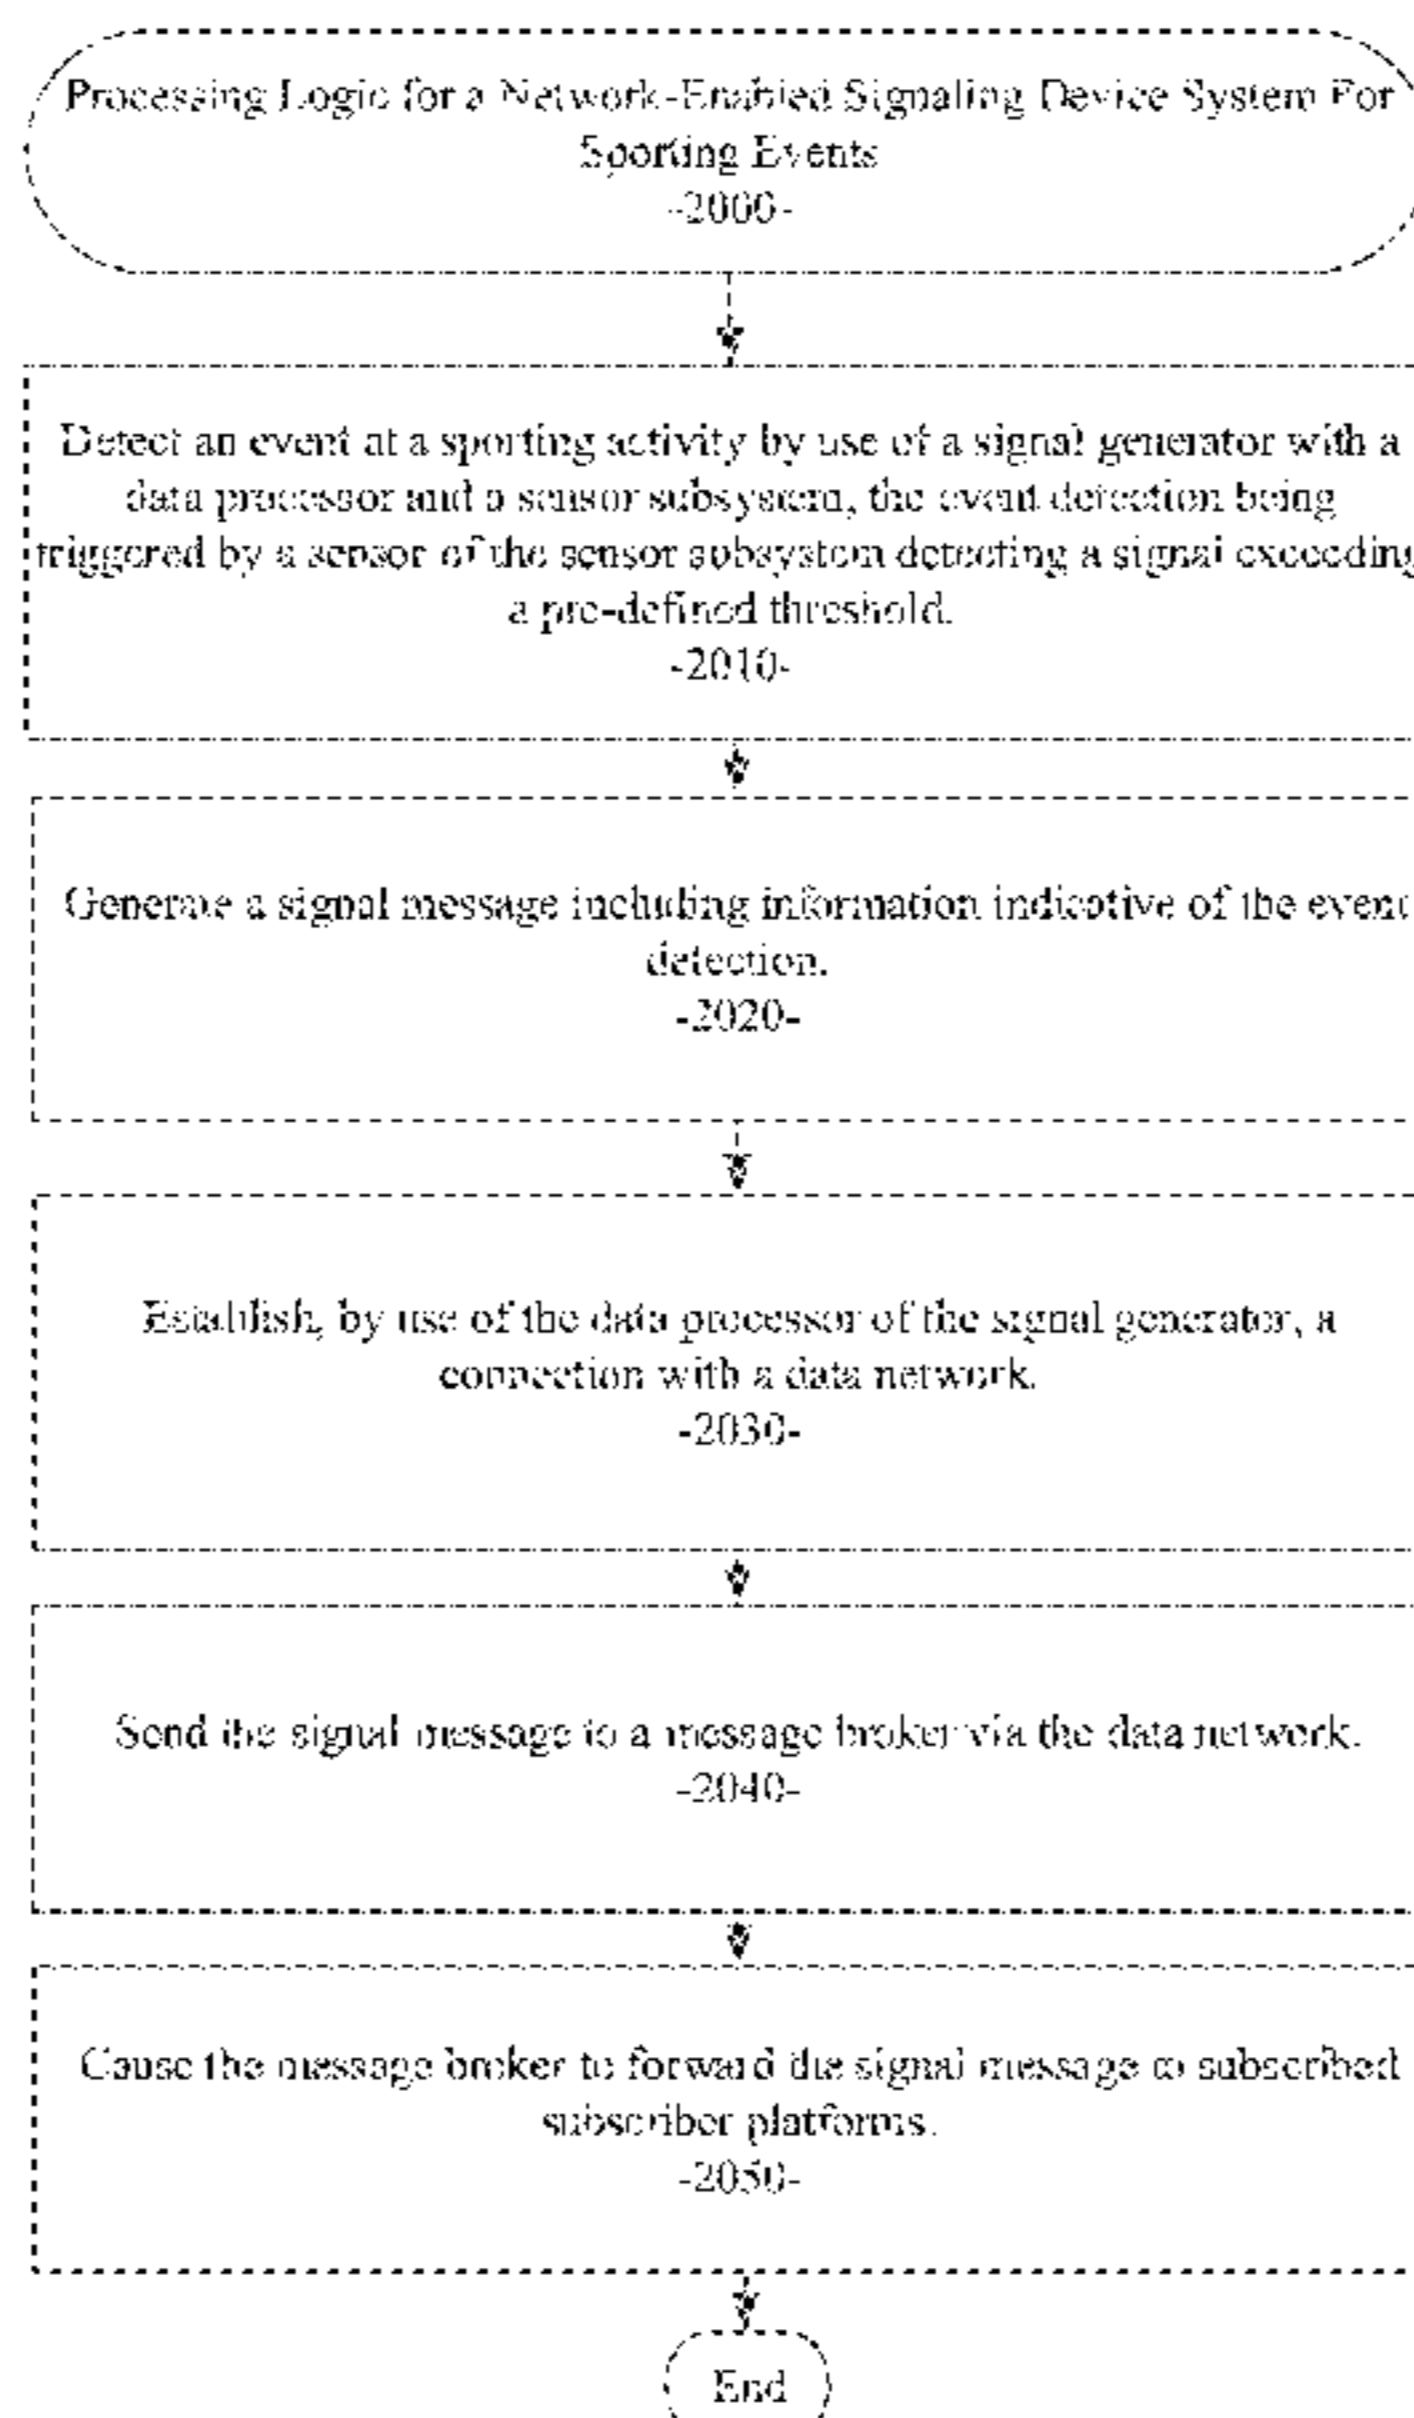 Processing Logic for a Network-Enabled Signaling Device System For
Sporting Events
-2000-
Detect an event at a sporting activity by use of a signal generator with a
data processor and a sensor subsystem, the event detection being
triggered by a sensor of the sensor subsystem detecting a signal exceeding
a pre-defined threshold.
-2010-
Generate a signal message including information indicative of the event
detection.
-2020-
Establish, by use of the data processor of the signal generator, a
connection with a data network.
-2030-
Send the signal message to a message broker via the data network.
-2040-
Cause the message broker to forward the signal message to subscribed
subscriber platforms.
-2050-
End